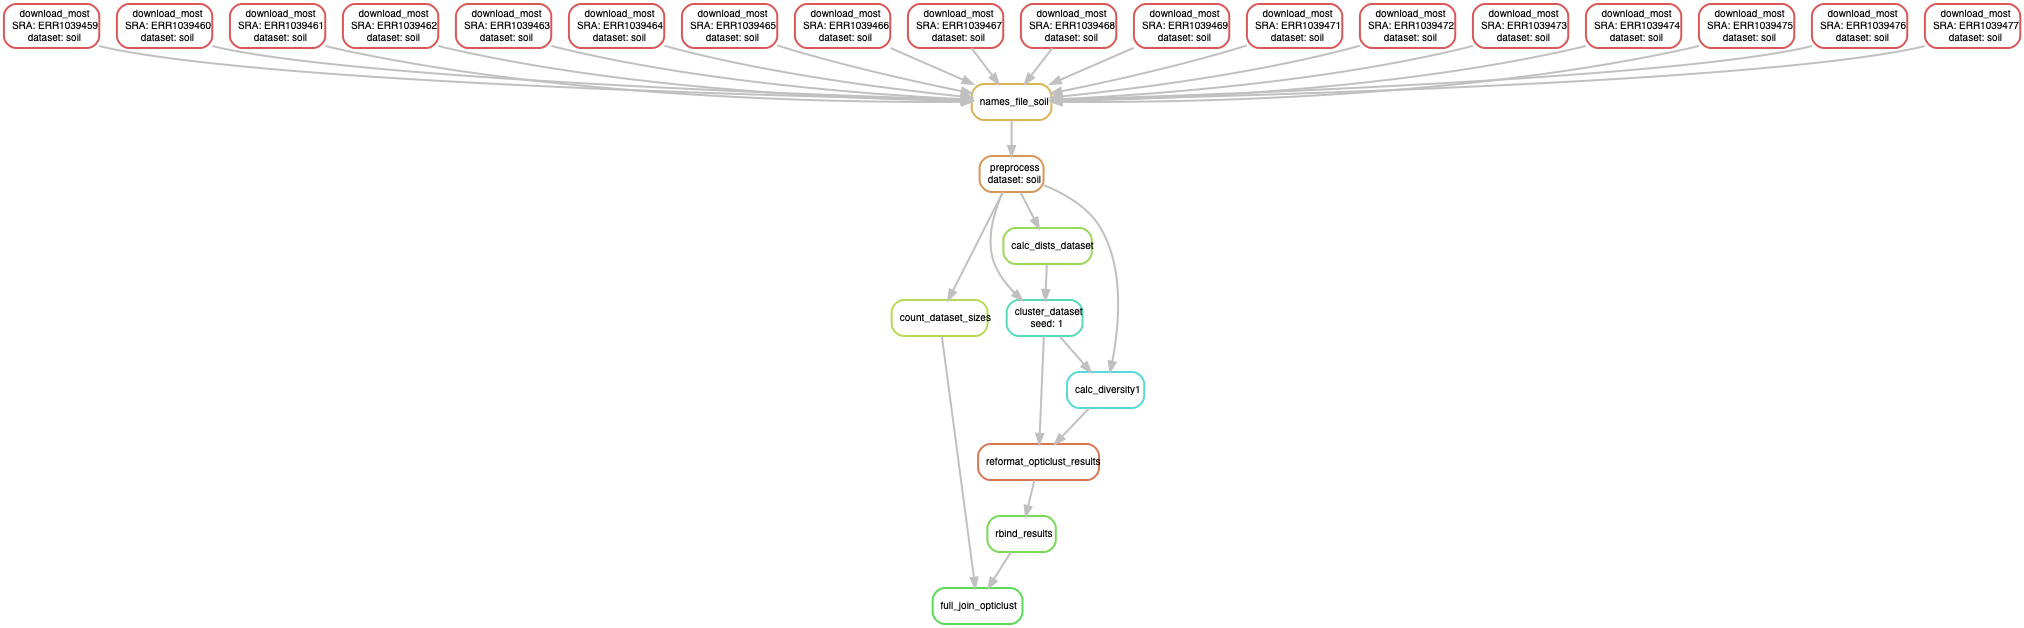 download_most
SRA: ERR1039459
dataset: soil
download_most
SRA: ERR1039460
dataset: soil
download_most
SRA: ERR1039461
dataset: soil
download_most
SRA: ERR1039462
dataset: soil
download_most
SRA: ERR1039463
dataset: soil
download_most
SRA: ERR1039464
dataset: soil
download_most
SRA: ERR1039465
dataset: soil
download_most
SRA: ERR1039466
dataset: soil
download_most
SRA: ERR1039467
dataset: soil
download_most
SRA: ERR1039468
dataset: soil
download_most
SRA: ERR1039469
dataset: soil
download_most
SRA: ERR1039471
dataset: soil
download_most
SRA: ERR1039472
dataset: soil
download_most
SRA: ERR1039473
dataset: soil
download_most
SRA: ERR1039474
dataset: soil
download_most
SRA: ERR1039475
dataset: soil
download_most
SRA: ERR1039476
dataset: soil
download_most
SRA: ERR1039477
dataset: soil
names_file_soil
preprocess
dataset: soil
calc_dists_dataset
count_dataset_sizes
cluster_dataset
seed: 1
calc_diversity1
reformat_opticlust_results
rbind_results
full_join_opticlust